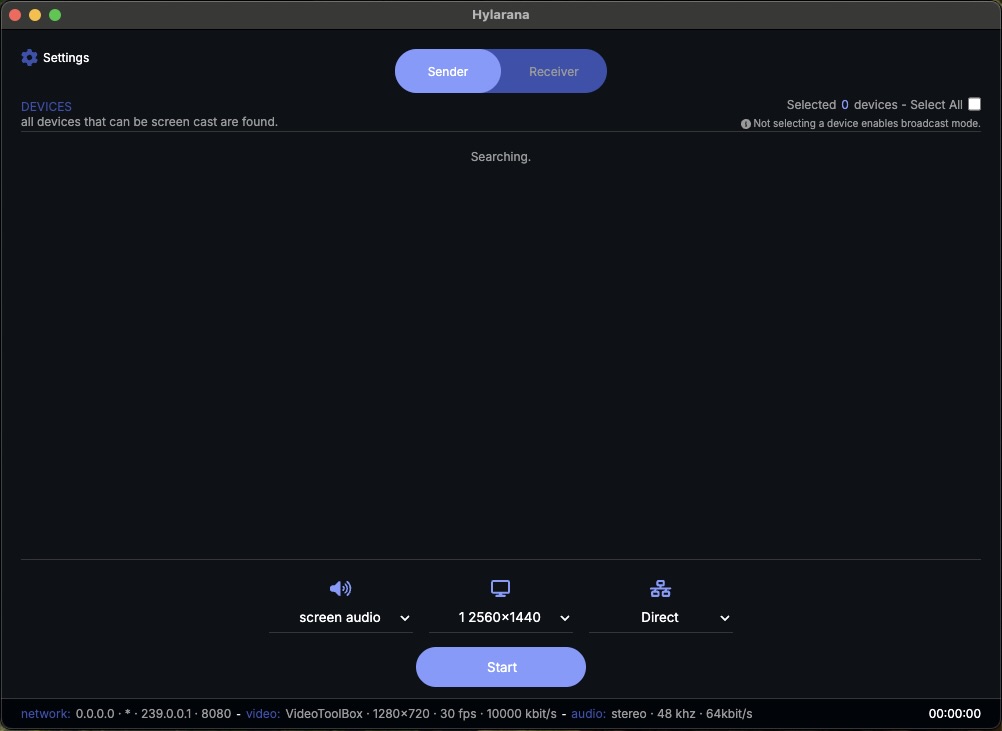 Hylarana
Settings
Sender
Receiver
DEVICES
all devices that can be screen cast are found.
Selected 0 devices - Select All
Not selecting a device enables broadcast mode.
Searching.
screen audio
1 2560×1440
Direct
Start
network: 0.0.0.0 · * · 239.0.0.1 · 8080 - video: VideoToolBox · 1280×720 · 30 fps · 10000 kbit/s - audio: stereo · 48 khz · 64kbit/s
00:00:00